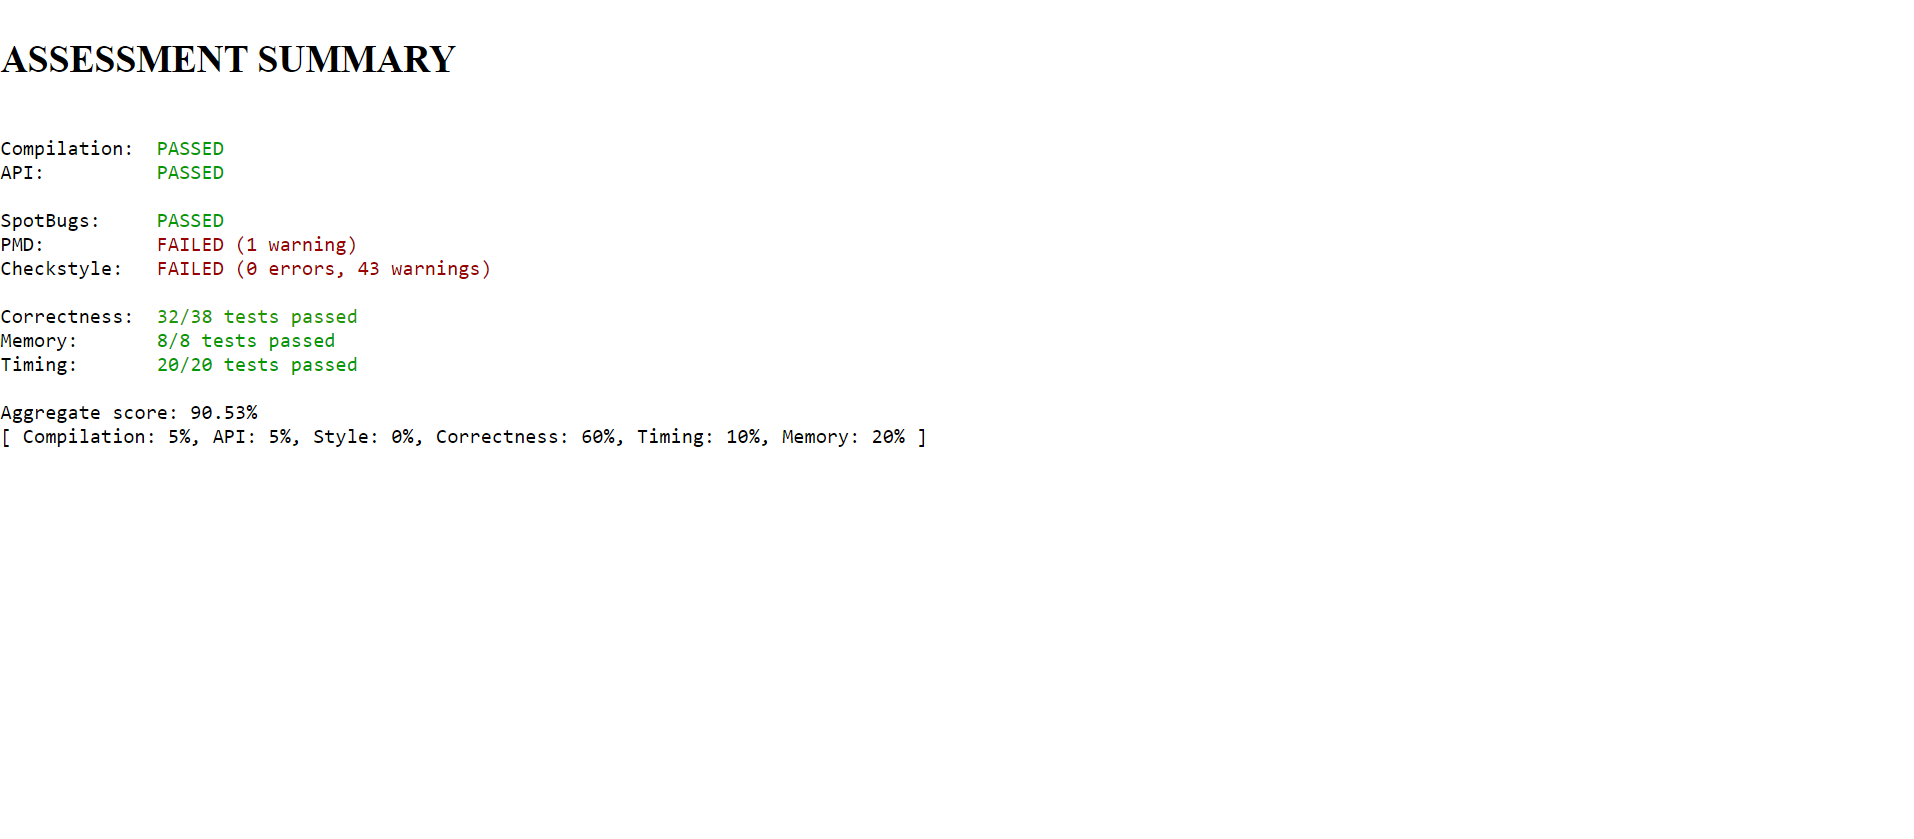 ASSESSMENT SUMMARY
Compilation:  PASSED
API:          PASSED
SpotBugs:     PASSED
PMD:          FAILED (1 warning)
Checkstyle:   FAILED (0 errors, 43 warnings)
Correctness:  32/38 tests passed
Memory:       8/8 tests passed
Timing:       20/20 tests passed
Aggregate score: 90.53%
[ Compilation: 5%, API: 5%, Style: 0%, Correctness: 60%, Timing: 10%, Memory: 20% ]